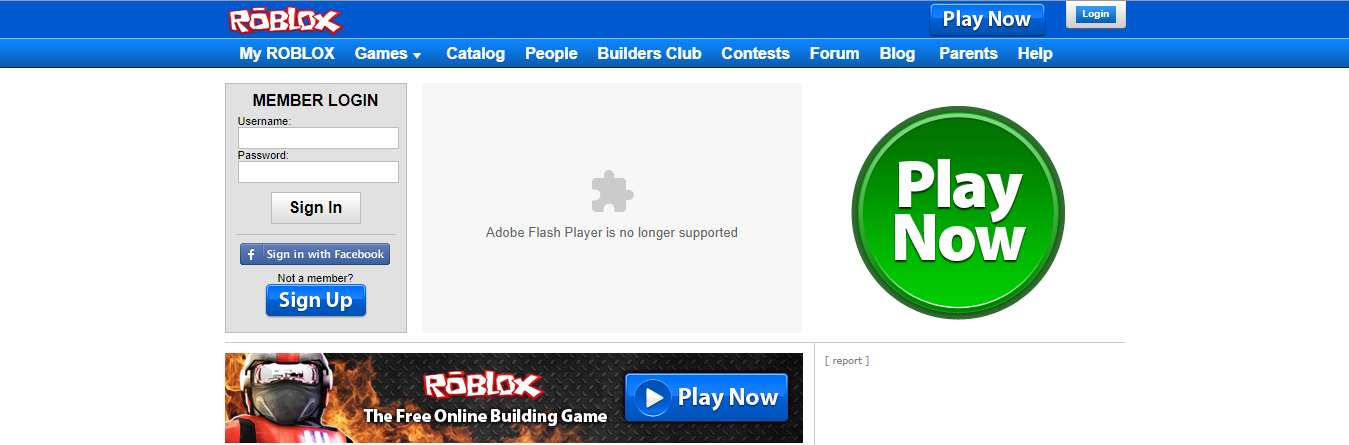 ROBLOX
Play Now
Login
My ROBLOX Games Catalog People Builders Club Contests Forum Blog Parents Help
MEMBER LOGIN
Username:
Password:
Sign In
f Sign in with Facebook
Not a member?
Sign Up
Adobe Flash Player is no longer supported
Play
Now
ROBLOX
The Free Online Building Game
Play Now
[ report ]